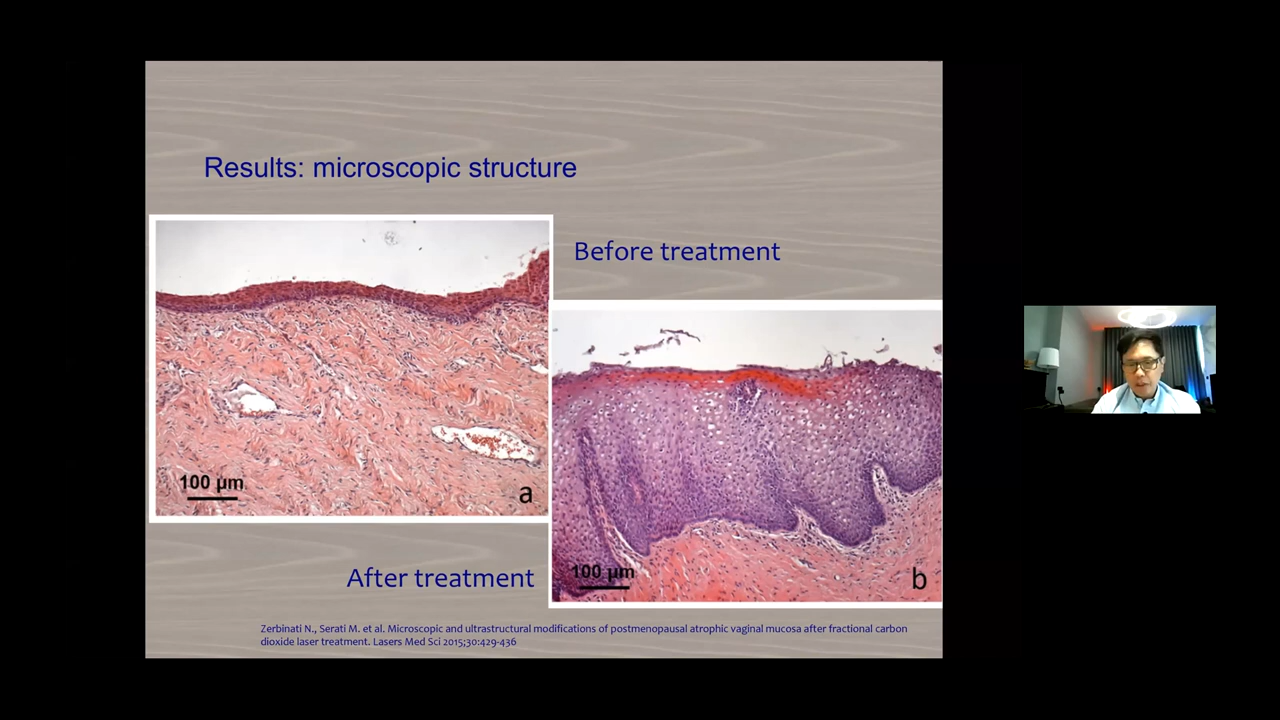 Results: microscopic structure
Before treatment
100 µm
a
After treatment
100 µm
b
Zerbinati N., Serati M. et al. Microscopic and ultrastructural modifications of postmenopausal atrophic vaginal mucosa after fractional carbon
dioxide laser treatment. Lasers Med Sci 2015;30:429-436